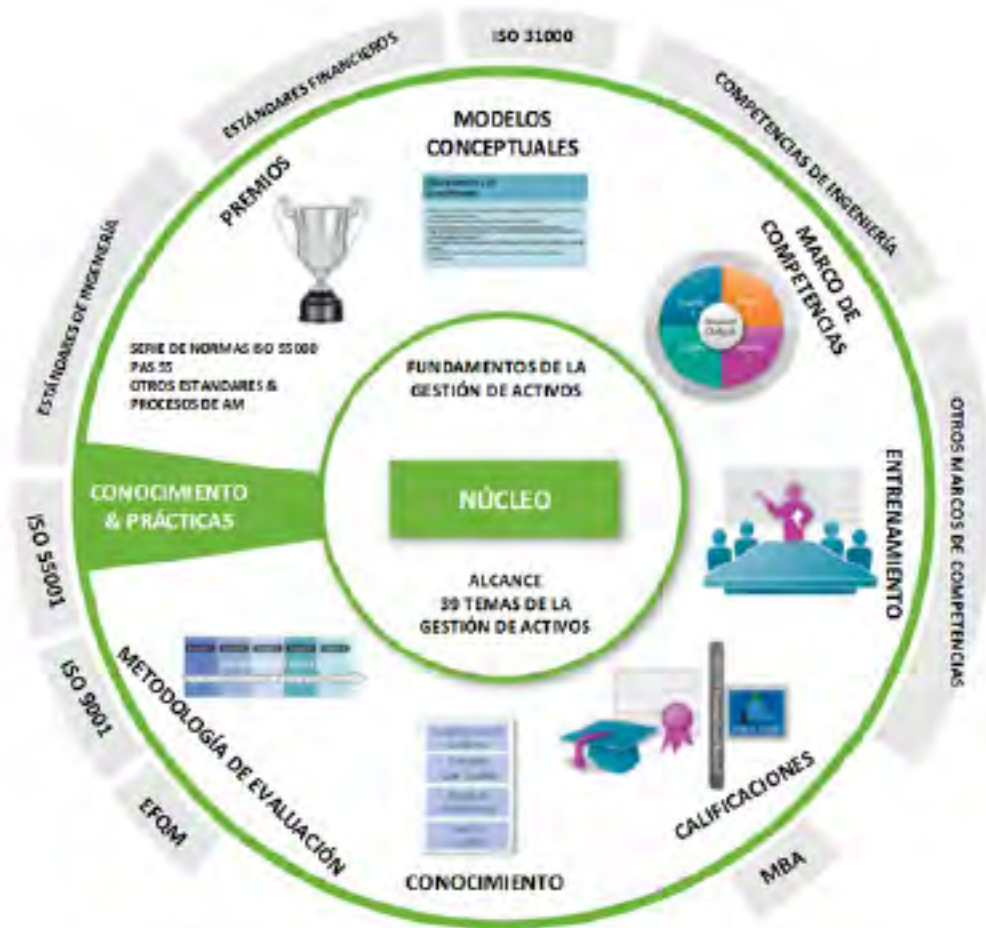 ISO 31000
ESTÁNDARES FINANCIEROS
COMPETENCIAS DE INGENIERÍA
ESTÁNDARES DE INGENIERÍA
OTROS MARCOS DE COMPETENCIAS
ISO 55001
ISO 9001
EFQM
MBA
MODELOS
CONCEPTUALES
PREMIOS
MARCO DE
COMPETENCIAS
SERIE DE NORMAS ISO 55000
PAS 55
OTROS ESTANDARES &
PROCESOS DE AM
FUNDAMENTOS DE LA
GESTIÓN DE ACTIVOS
CONOCIMIENTO
& PRÁCTICAS
NÚCLEO
ENTRENAMIENTO
ALCANCE
39 TEMAS DE LA
GESTIÓN DE ACTIVOS
METODOLOGÍA DE EVALUACIÓN
CALIFICACIONES
CONOCIMIENTO